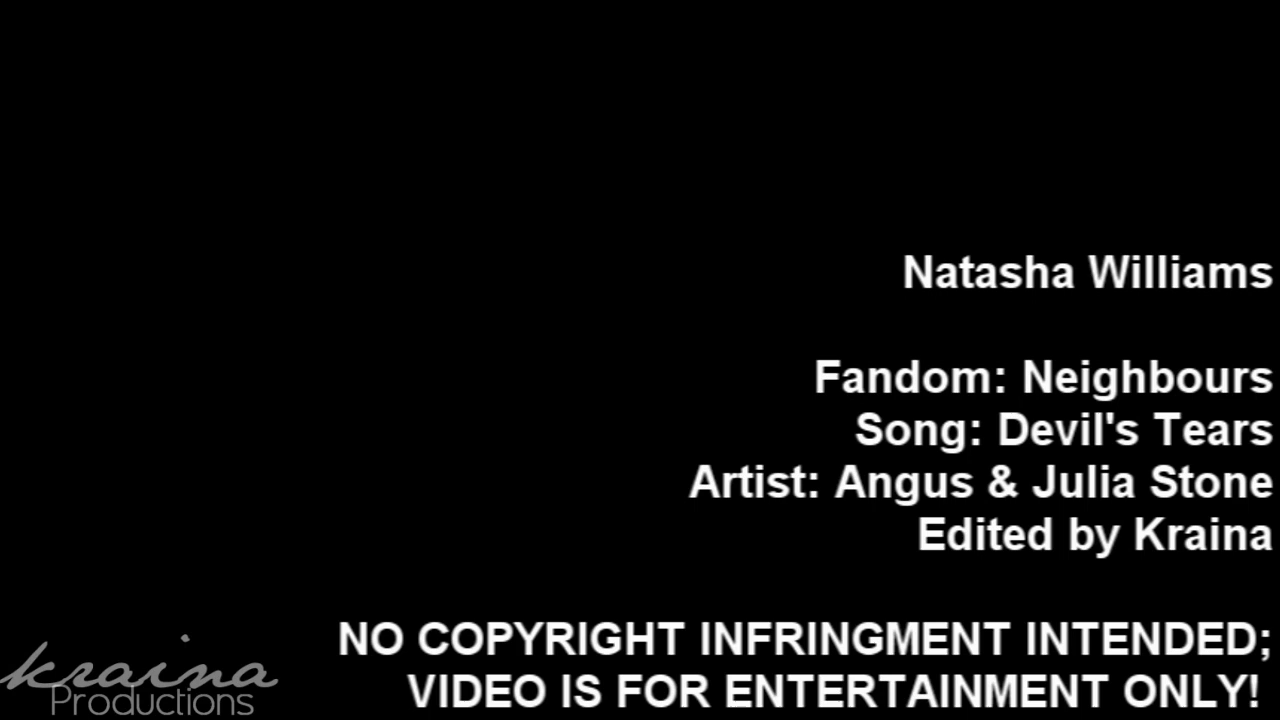 Natasha Williams
Fandom: Neighbours
Song: Devil's Tears
Artist: Angus & Julia Stone
Edited by Kraina
NO COPYRIGHT INFRINGMENT INTENDED;
VIDEO IS FOR ENTERTAINMENT ONLY!
kraina
Productions